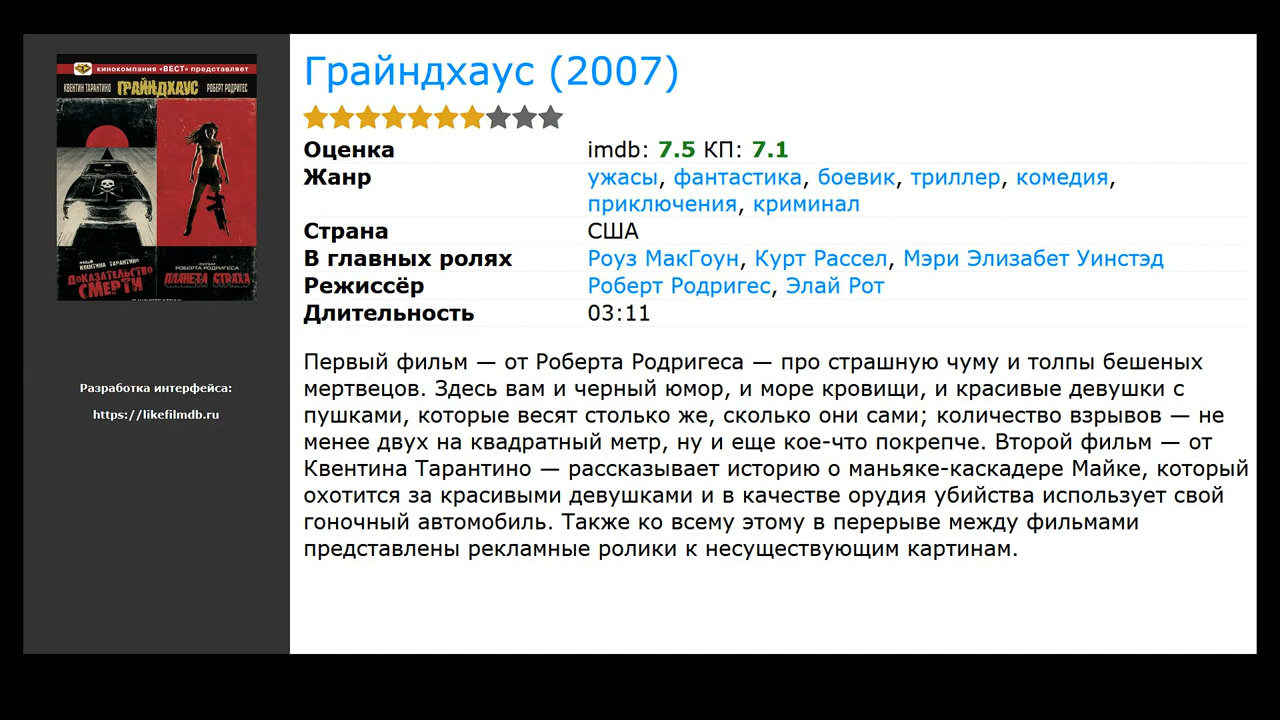 кинокомпания «ВЕСТ» представляет
КВЕНТИН ТАРАНТИНО ГРАЙНДХАУС РОБЕРТ РОДРИГЕС
КВЕНТИНА ТАРАНТИНО
ДОКАЗАТЕЛЬСТВО
СМЕРТИ
ФИЛЬМ
РОБЕРТА РОДРИГЕСА
ПЛАНЕТА СТРАХА
Разработка интерфейса:
https://likefilmdb.ru
Грайндхаус (2007)
Оценка imdb: 7.5 КП: 7.1
Жанр ужасы, фантастика, боевик, триллер, комедия,
приключения, криминал
Страна США
В главных ролях Роуз МакГоун, Курт Рассел, Мэри Элизабет Уинстэд
Режиссёр Роберт Родригес, Элай Рот
Длительность 03:11
Первый фильм — от Роберта Родригеса — про страшную чуму и толпы бешеных
мертвецов. Здесь вам и черный юмор, и море кровищи, и красивые девушки с
пушками, которые весят столько же, сколько они сами; количество взрывов — не
менее двух на квадратный метр, ну и еще кое-что покрепче. Второй фильм — от
Квентина Тарантино — рассказывает историю о маньяке-каскадере Майке, который
охотится за красивыми девушками и в качестве орудия убийства использует свой
гоночный автомобиль. Также ко всему этому в перерыве между фильмами
представлены рекламные ролики к несуществующим картинам.